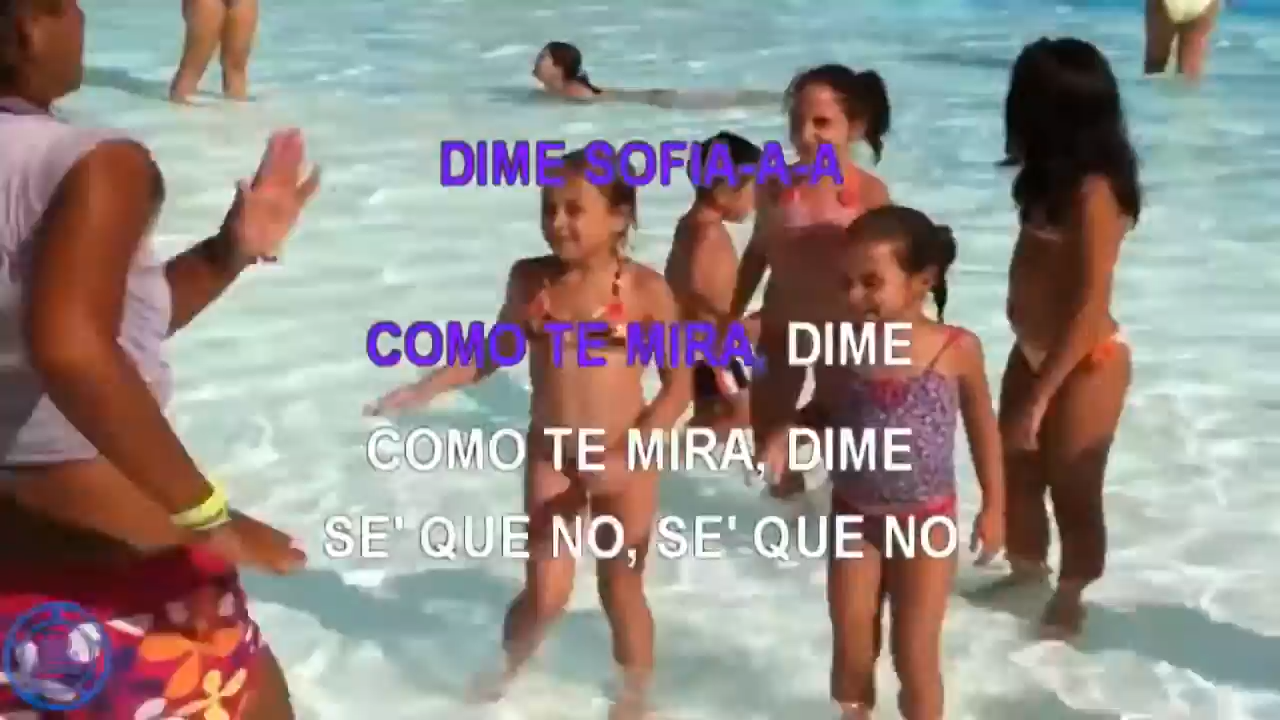 DIME SOFIA-A-A
COMO TE MIRA, DIME
COMO TE MIRA, DIME
SE' QUE NO, SE' QUE NO